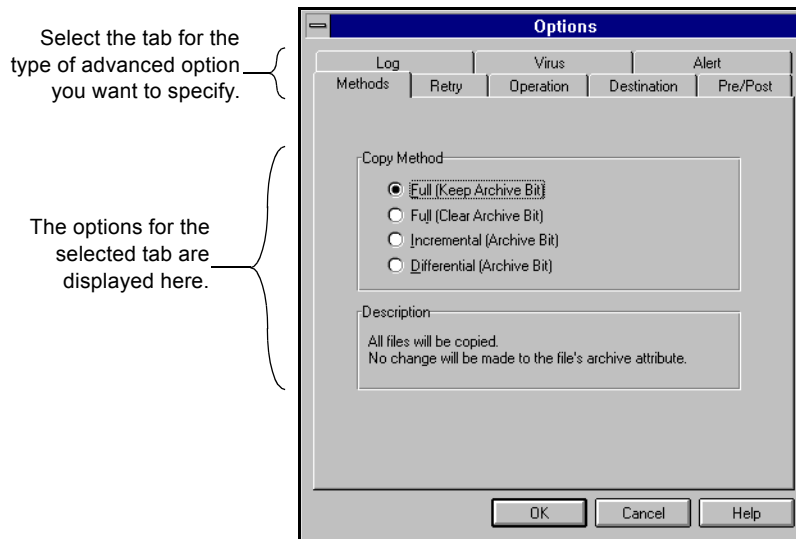 Select the tab for the
type of advanced option
you want to specify.
The options for the
selected tab are
displayed here.
Options
Log Virus Alert
Methods Retry Operation Destination Pre/Post
Copy Method
Full (Keep Archive Bit)
Full (Clear Archive Bit)
Incremental (Archive Bit)
Differential (Archive Bit)
Description
All files will be copied.
No change will be made to the file's archive attribute.
OK Cancel Help